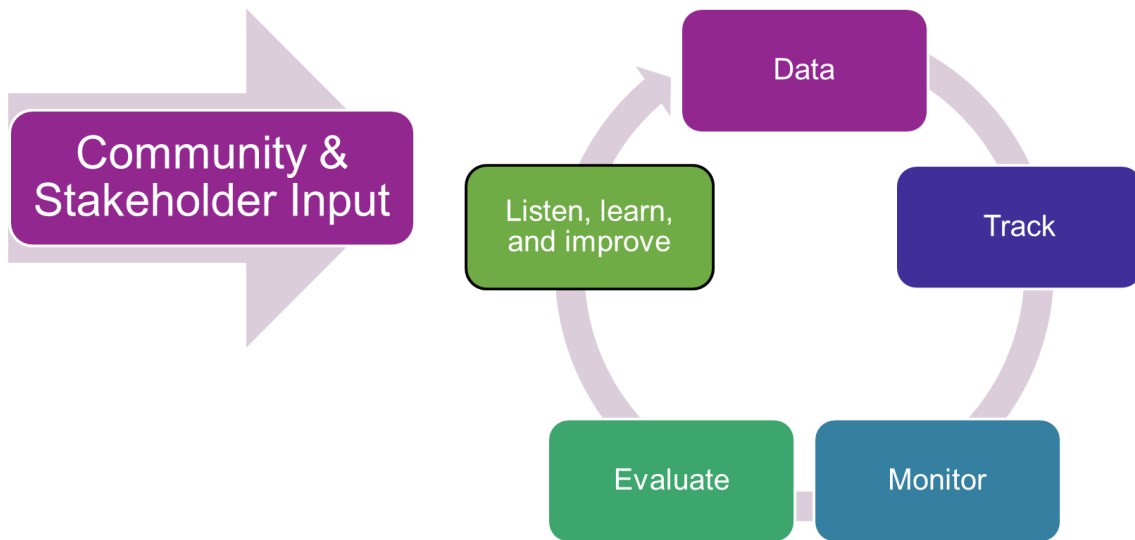 Community &
Stakeholder Input
Data
Track
Monitor
Evaluate
Listen, learn,
and improve